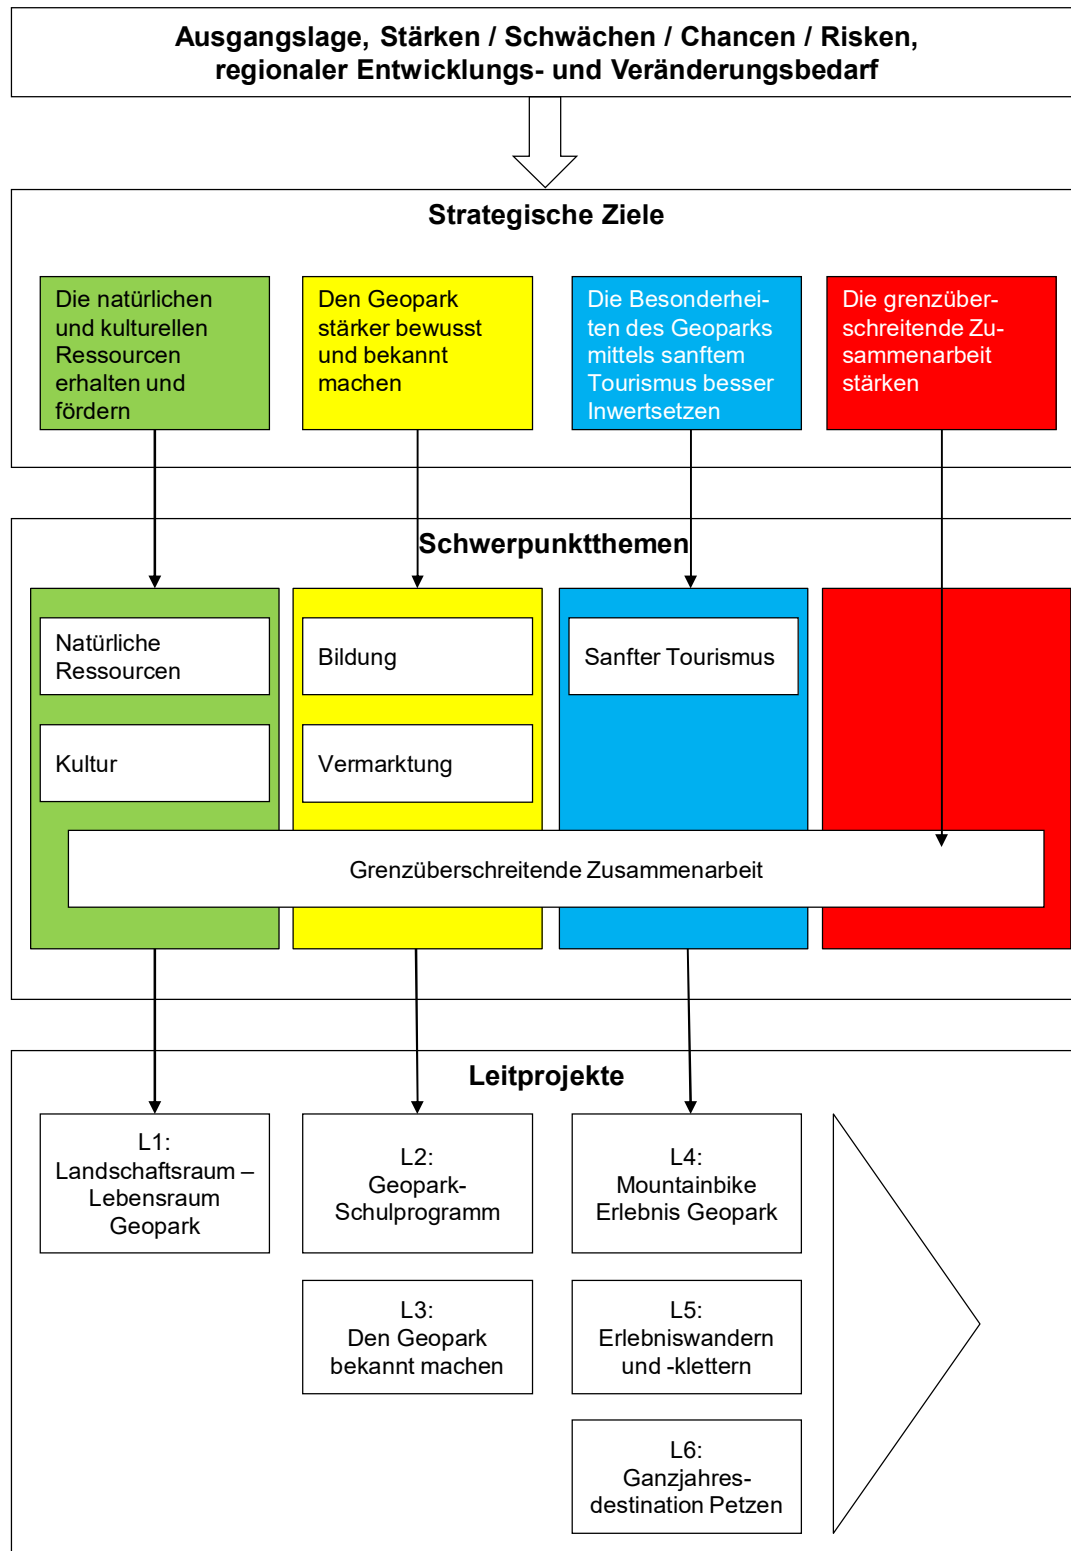 Ausgangslage, Stärken / Schwächen / Chancen / Risken,
regionaler Entwicklungs- und Veränderungsbedarf
Strategische Ziele
Die natürlichen
und kulturellen
Ressourcen
erhalten und
fördern
Den Geopark
stärker bewusst
und bekannt
machen
Die Besonderhei-
ten des Geoparks
mittels sanftem
Tourismus besser
Inwertsetzen
Die grenzüber-
schreitende Zu-
sammenarbeit
stärken
Schwerpunktthemen
Natürliche
Ressourcen
Bildung
Sanfter Tourismus
Kultur
Vermarktung
Grenzüberschreitende Zusammenarbeit
Leitprojekte
L1:
Landschaftsraum –
Lebensraum
Geopark
L2:
Geopark-
Schulprogramm
L4:
Mountainbike
Erlebnis Geopark
L3:
Den Geopark
bekannt machen
L5:
Erlebniswandern
und -klettern
L6:
Ganzjahres-
destination Petzen